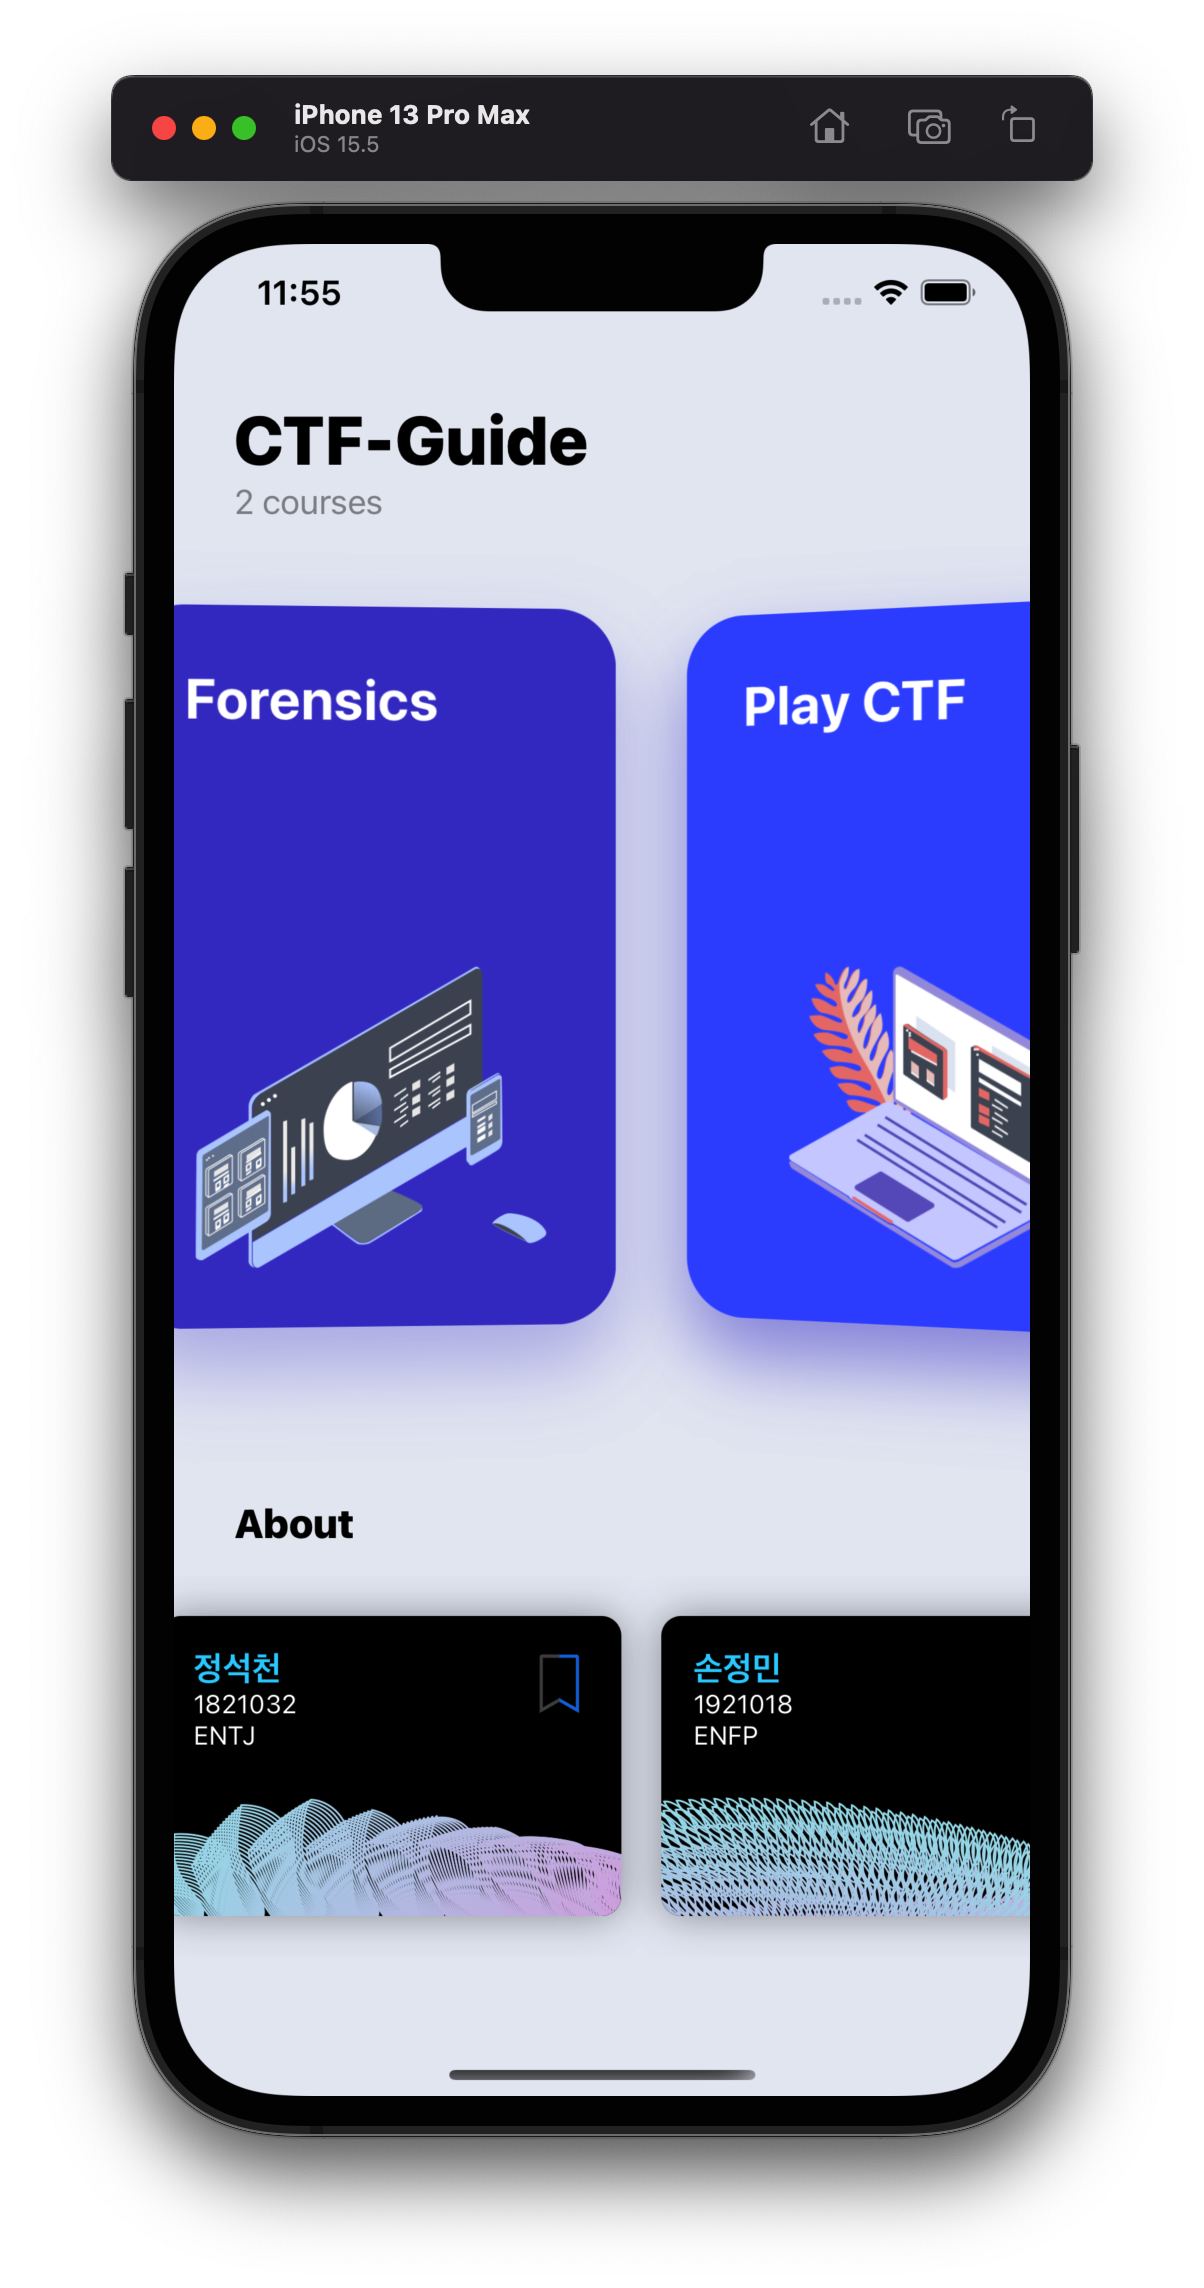 iPhone 13 Pro Max
iOS 15.5
11:55
CTF-Guide
2 courses
Forensics
Play CTF
About
정석천
1821032
ENTJ
손정민
1921018
ENFP